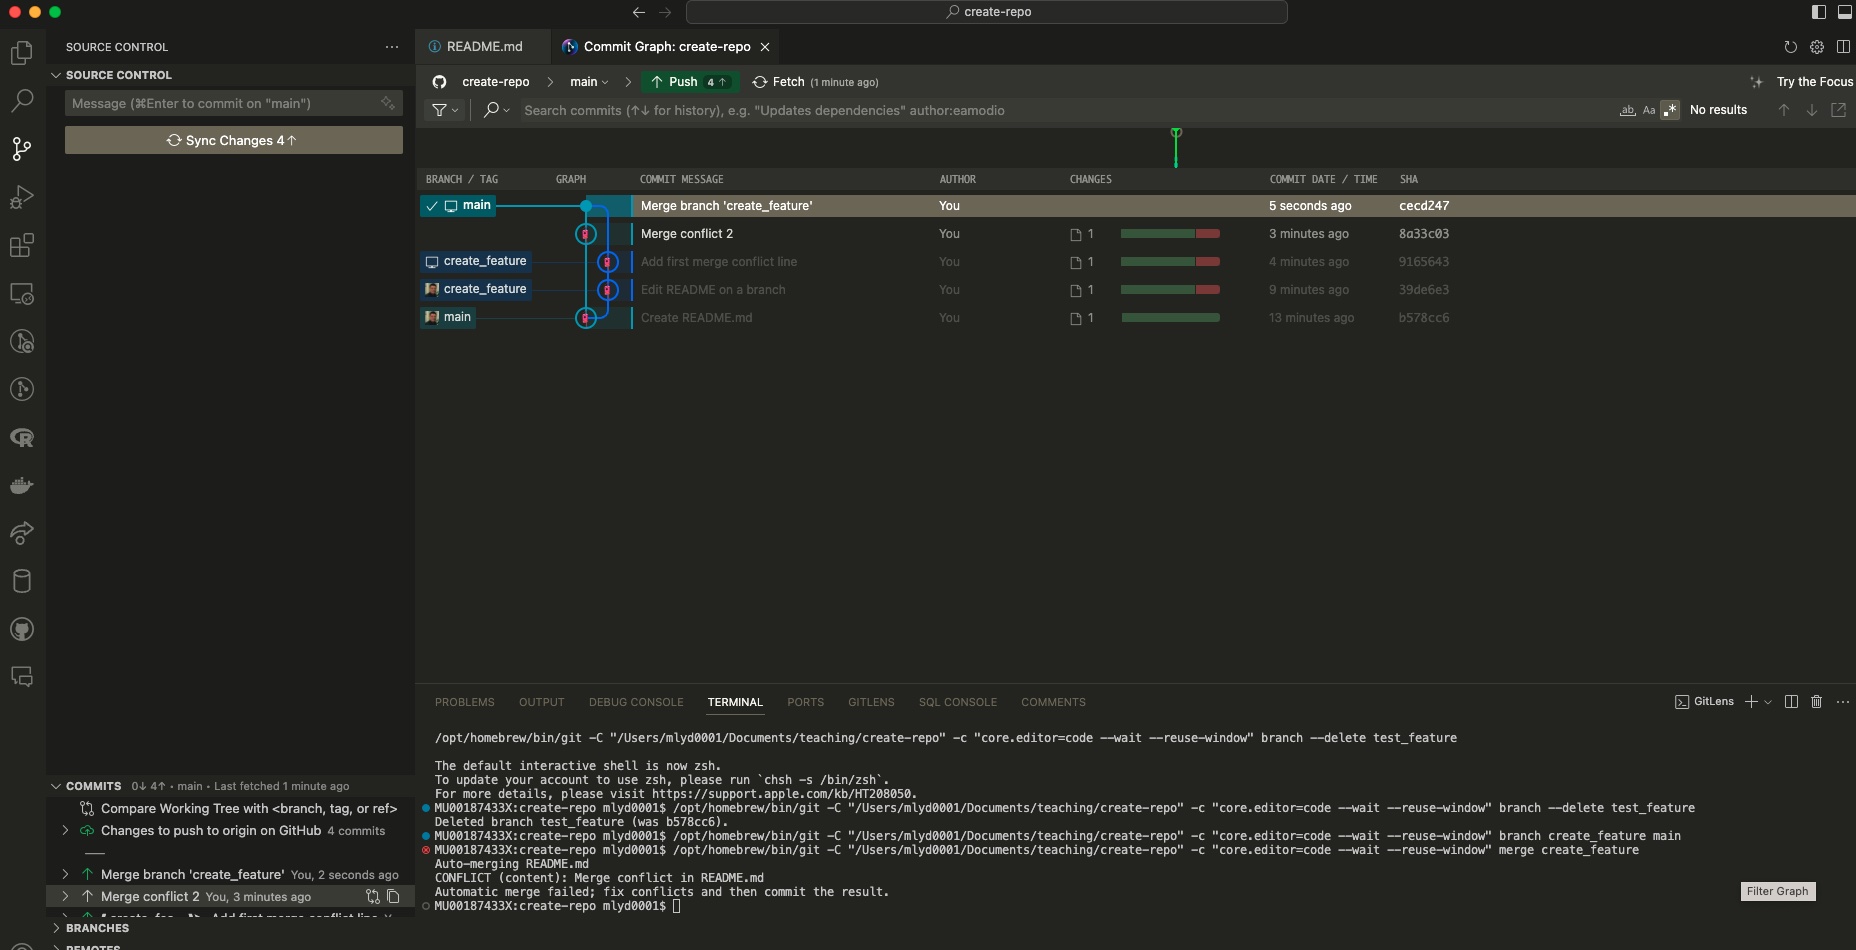 create-repo
SOURCE CONTROL
SOURCE CONTROL
Message (⌘Enter to commit on "main")
Sync Changes 4↑
README.md
Commit Graph: create-repo
create-repo > main > Push 4 ↑ Fetch (1 minute ago)
Try the Focus
Search commits (↑↓ for history), e.g. "Updates dependencies" author:eamodio
ab Aa .* No results
BRANCH / TAG GRAPH COMMIT MESSAGE AUTHOR CHANGES COMMIT DATE / TIME SHA
main Merge branch 'create_feature' You 5 seconds ago cecd247
Merge conflict 2 You 1 3 minutes ago 8a33c03
create_feature Add first merge conflict line You 1 4 minutes ago 9165643
create_feature Edit README on a branch You 1 9 minutes ago 39de6e3
main Create README.md You 1 13 minutes ago b578cc6
PROBLEMS OUTPUT DEBUG CONSOLE TERMINAL PORTS GITLENS SQL CONSOLE COMMENTS
GitLens
/opt/homebrew/bin/git -C "/Users/mlyd0001/Documents/teaching/create-repo" -c "core.editor=code --wait --reuse-window" branch --delete test_feature
The default interactive shell is now zsh.
To update your account to use zsh, please run `chsh -s /bin/zsh`.
For more details, please visit https://support.apple.com/kb/HT208050.
MU00187433X:create-repo mlyd0001$ /opt/homebrew/bin/git -C "/Users/mlyd0001/Documents/teaching/create-repo" -c "core.editor=code --wait --reuse-window" branch --delete test_feature
Deleted branch test_feature (was b578cc6).
MU00187433X:create-repo mlyd0001$ /opt/homebrew/bin/git -C "/Users/mlyd0001/Documents/teaching/create-repo" -c "core.editor=code --wait --reuse-window" branch create_feature main
MU00187433X:create-repo mlyd0001$ /opt/homebrew/bin/git -C "/Users/mlyd0001/Documents/teaching/create-repo" -c "core.editor=code --wait --reuse-window" merge create_feature
Auto-merging README.md
CONFLICT (content): Merge conflict in README.md
Automatic merge failed; fix conflicts and then commit the result.
MU00187433X:create-repo mlyd0001$
Filter Graph
COMMITS 0↓ 4↑ • main • Last fetched 1 minute ago
Compare Working Tree with <branch, tag, or ref>
Changes to push to origin on GitHub 4 commits
Merge branch 'create_feature' You, 2 seconds ago
Merge conflict 2 You, 3 minutes ago
Add first merge conflict line
BRANCHES
REMOTES